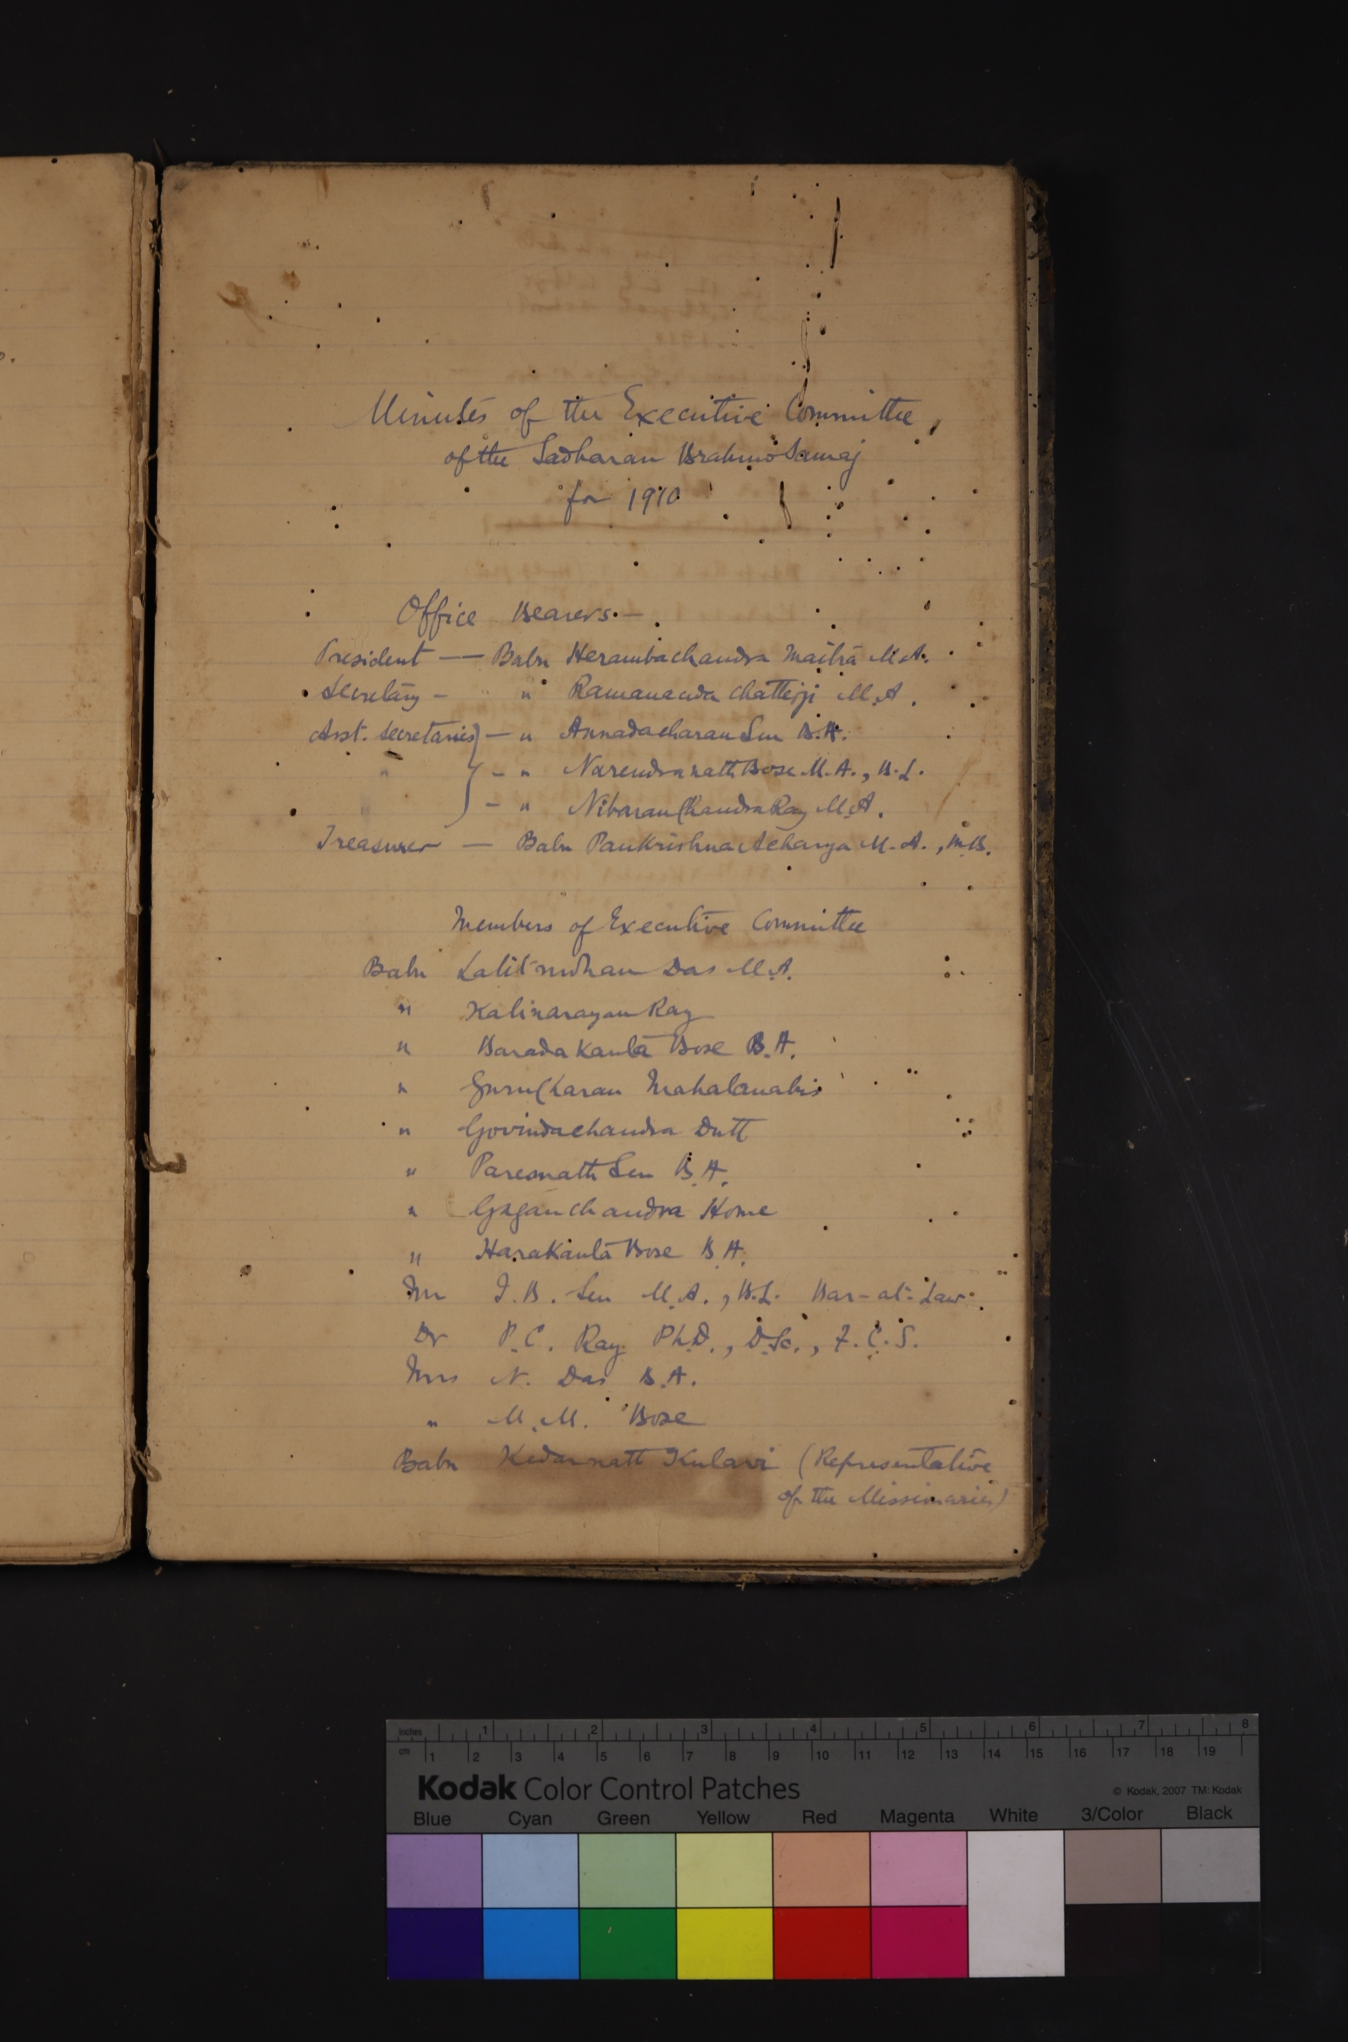 Minutes of the Executive Committee,
of the Sadharan Brahmo Samaj
for 1910
Office Bearers.—
President — Babu Herambachandra Maitra M.A.
Secretary - " Ramananda Chatterji M.A.
Asst. Secretaries } — " Annadacharan Sen B.A.
" } - " Narendranath Bose M.A., B.L.
- " Nibaran Chandra Ray M.A.
Treasurer — Babu Pankrishna Acharya M.A., M.B.
Members of Executive Committee
Babu Lalitmohan Das M.A.
" Kalinarayan Ray
" Barada Kanta Bose B.A.
" Gurucharan Mahalanabis
" Govindachandra Dutt
" Paresnath Sen B.A.
" Gaganchandra Home
" Harakanta Bose B.A.
Mr I.B. Sen M.A., B.L. Bar-at-Law.
Dr P.C. Ray Ph.D., D.Sc., F.C.S.
Mrs N. Das B.A.
" M.M. Bose
Babu Kedarnath Kulavi (Representative
of the Missionaries)
inches 1 2 3 4 5 6 7 8
cm 1 2 3 4 5 6 7 8 9 10 11 12 13 14 15 16 17 18 19
Kodak Color Control Patches © Kodak, 2007 TM: Kodak
Blue Cyan Green Yellow Red Magenta White 3/Color Black